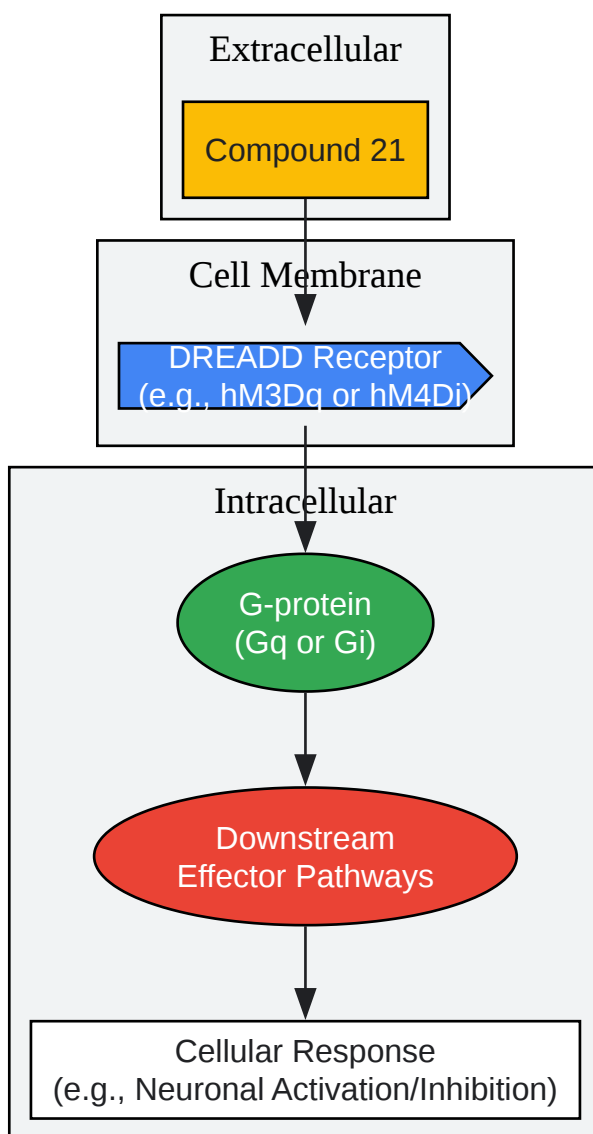 Extracellular
Compound 21
Cell Membrane
DREADD Receptor
(e.g., hM3Dq or hM4Di)
Intracellular
G-protein
(Gq or Gi)
Downstream
Effector Pathways
Cellular Response
(e.g., Neuronal Activation/Inhibition)